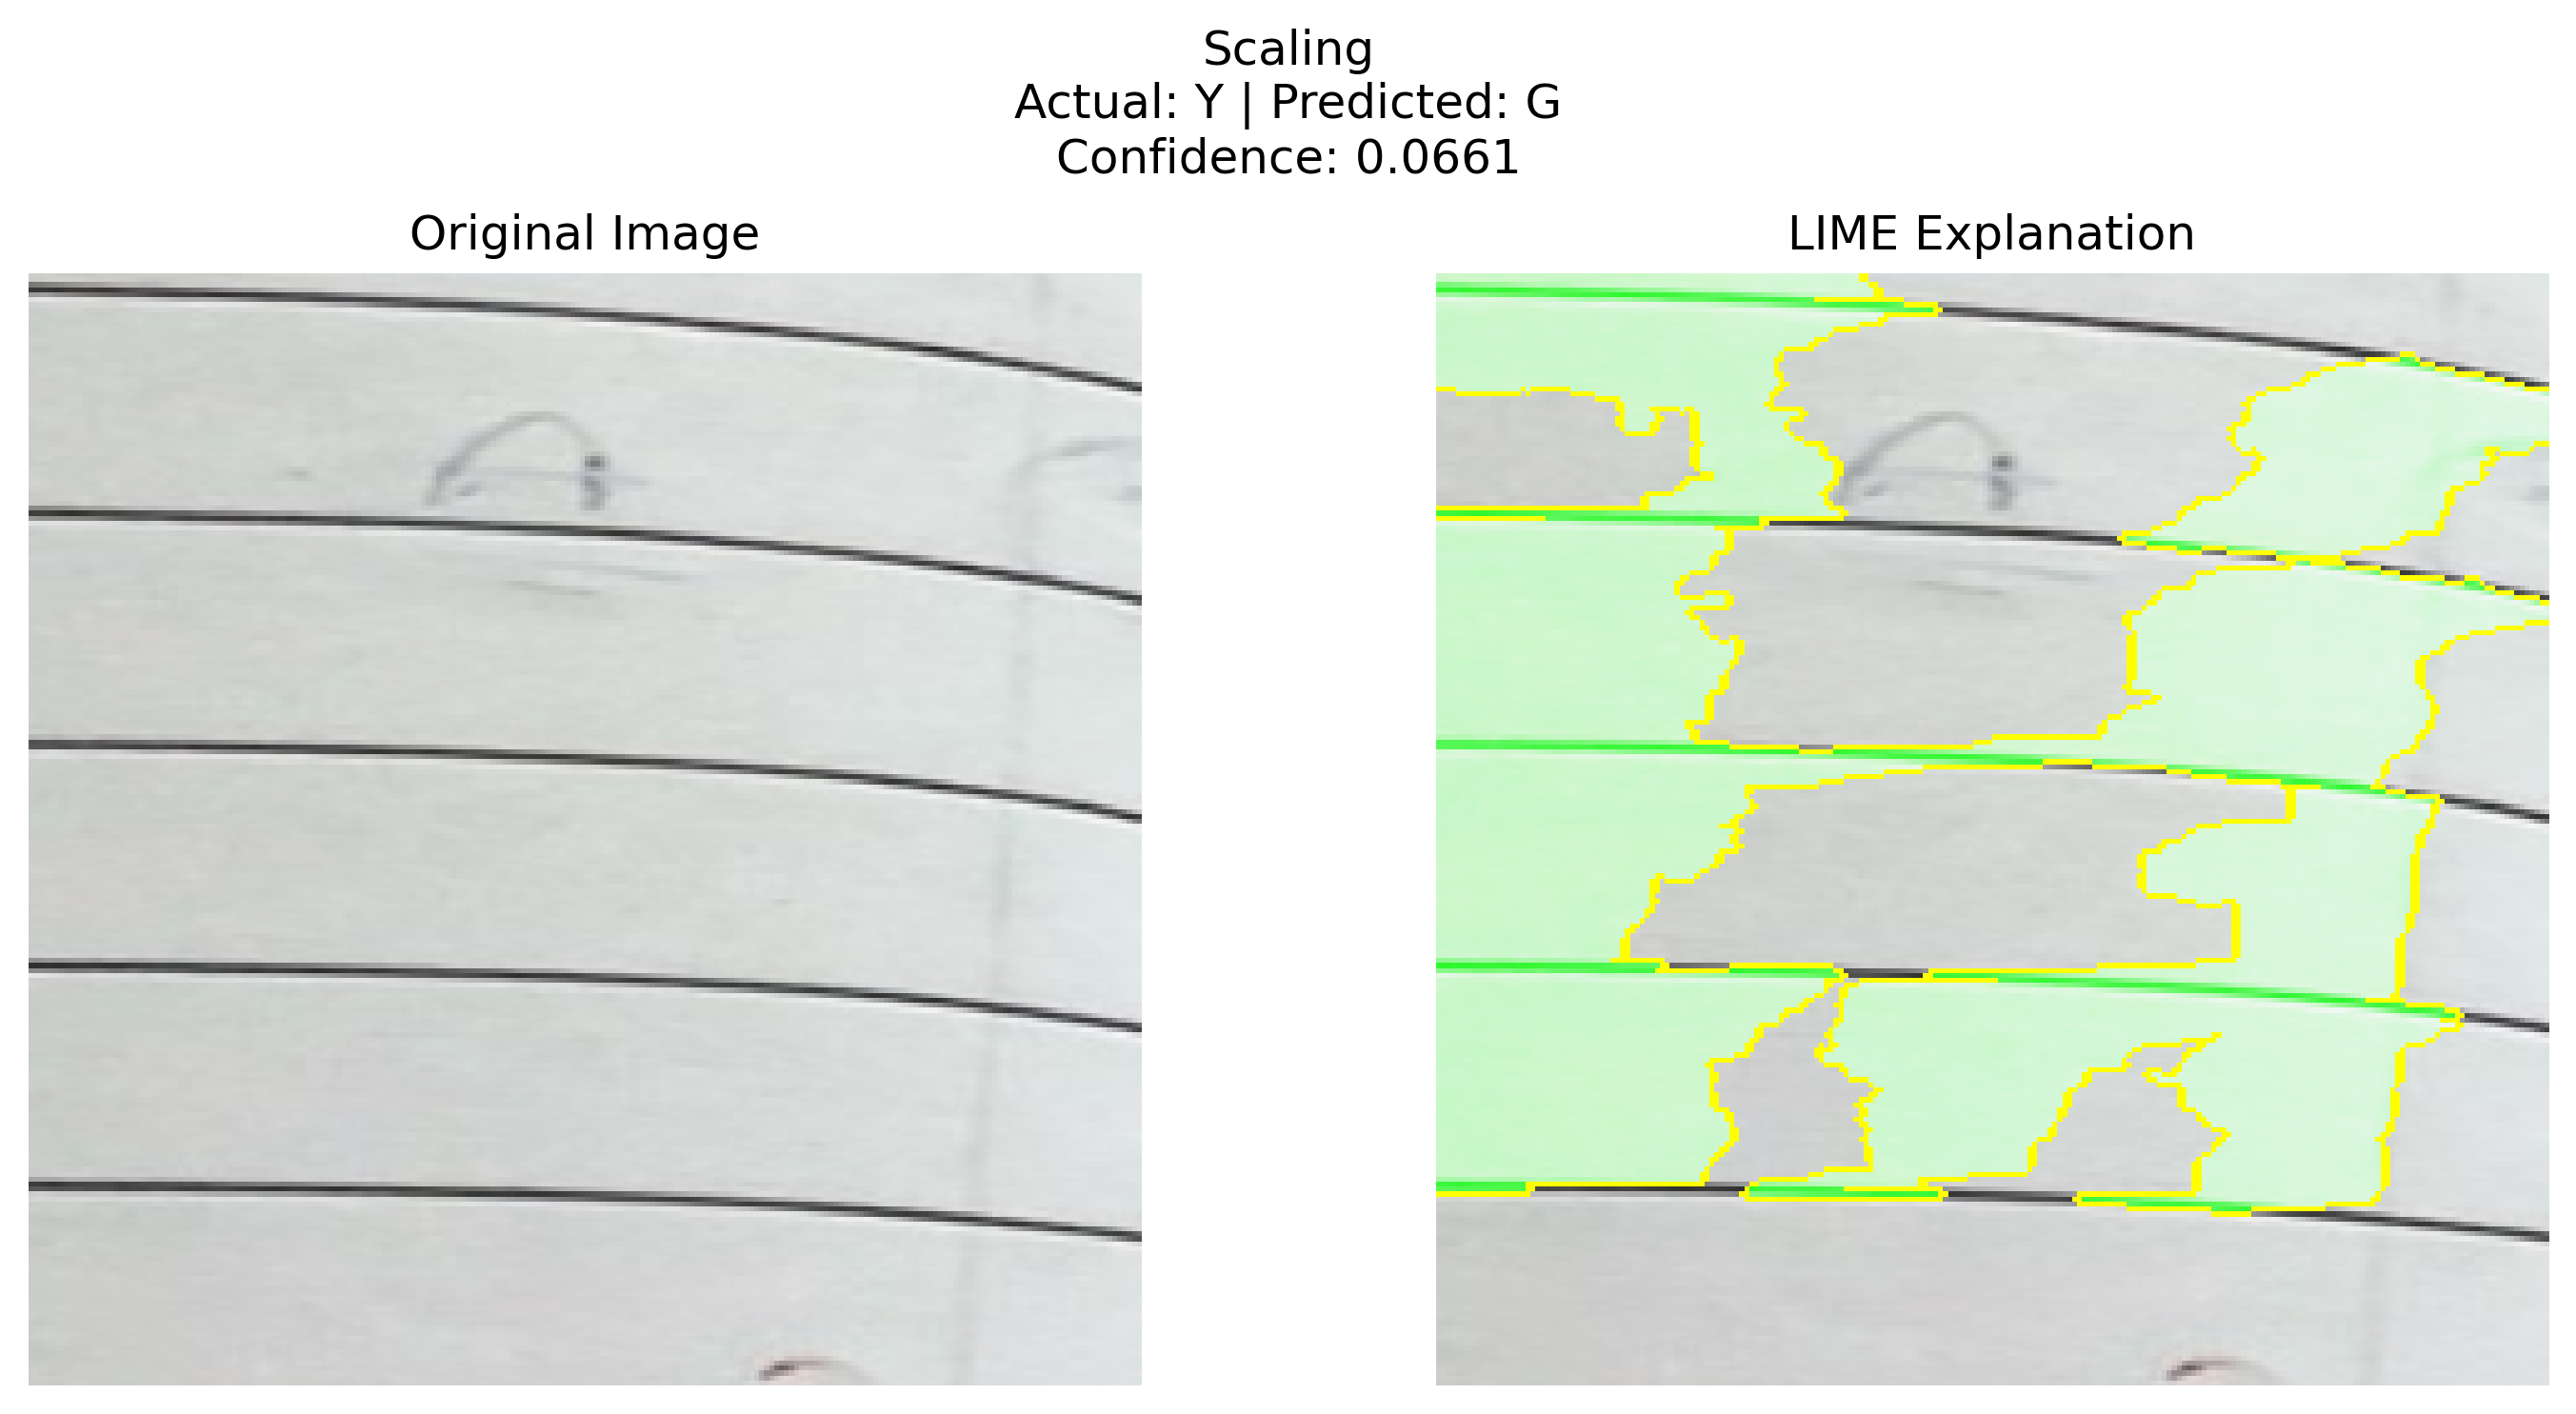 Scaling
Actual: Y | Predicted: G
Confidence: 0.0661
Original Image
LIME Explanation